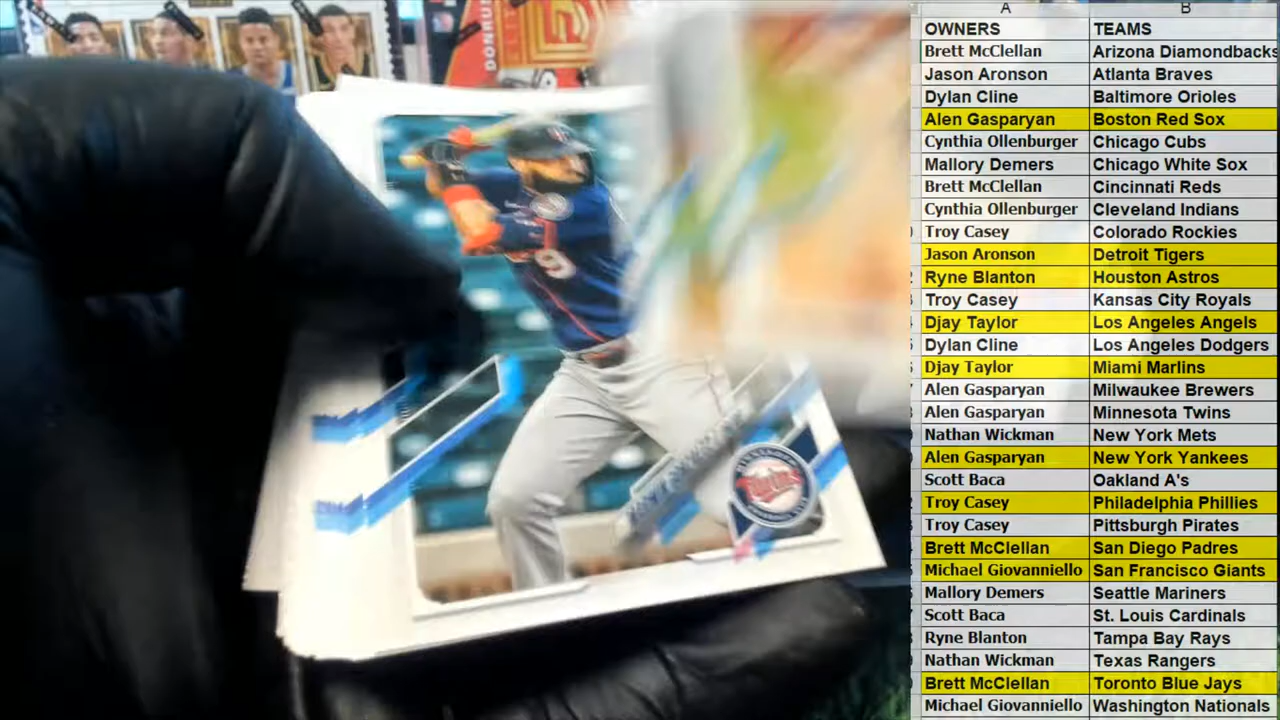 A B
OWNERS TEAMS
Brett McClellan Arizona Diamondbacks
Jason Aronson Atlanta Braves
Dylan Cline Baltimore Orioles
Alen Gasparyan Boston Red Sox
Cynthia Ollenburger Chicago Cubs
Mallory Demers Chicago White Sox
Brett McClellan Cincinnati Reds
Cynthia Ollenburger Cleveland Indians
Troy Casey Colorado Rockies
Jason Aronson Detroit Tigers
Ryne Blanton Houston Astros
Troy Casey Kansas City Royals
Djay Taylor Los Angeles Angels
Dylan Cline Los Angeles Dodgers
Djay Taylor Miami Marlins
Alen Gasparyan Milwaukee Brewers
Alen Gasparyan Minnesota Twins
Nathan Wickman New York Mets
Alen Gasparyan New York Yankees
Scott Baca Oakland A's
Troy Casey Philadelphia Phillies
Troy Casey Pittsburgh Pirates
Brett McClellan San Diego Padres
Michael Giovanniello San Francisco Giants
Mallory Demers Seattle Mariners
Scott Baca St. Louis Cardinals
Ryne Blanton Tampa Bay Rays
Nathan Wickman Texas Rangers
Brett McClellan Toronto Blue Jays
Michael Giovanniello Washington Nationals
DONRUSS
9
Twins